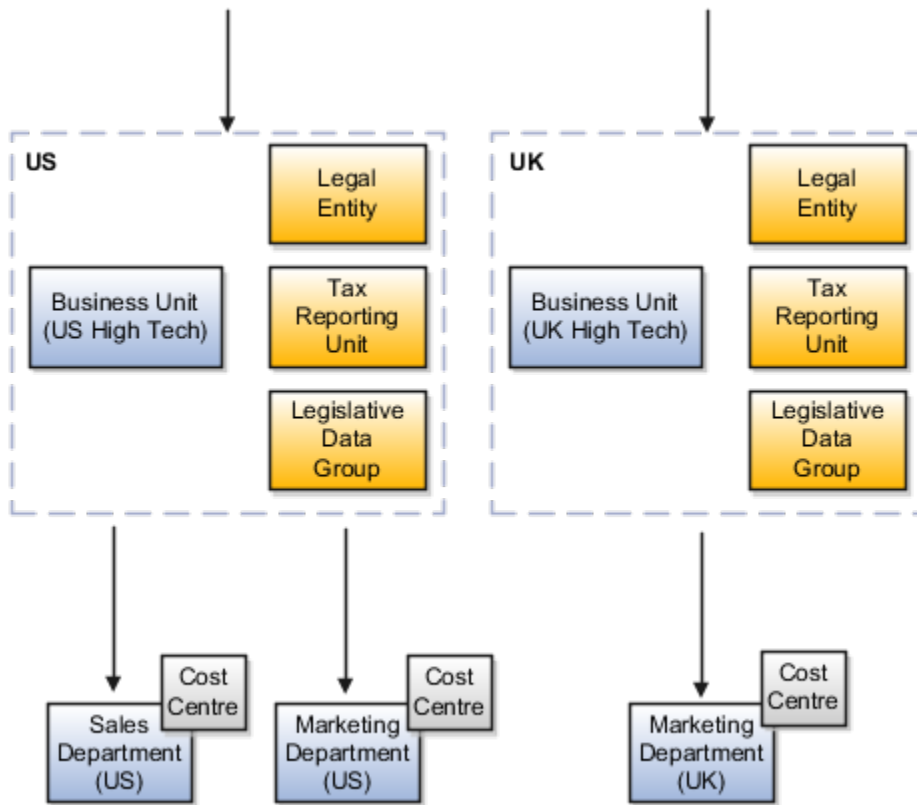 US
Legal
Entity
Business Unit
(US High Tech)
Tax
Reporting
Unit
Legislative
Data
Group
UK
Legal
Entity
Business Unit
(UK High Tech)
Tax
Reporting
Unit
Legislative
Data
Group
Cost
Centre
Sales
Department
(US)
Cost
Centre
Marketing
Department
(US)
Cost
Centre
Marketing
Department
(UK)